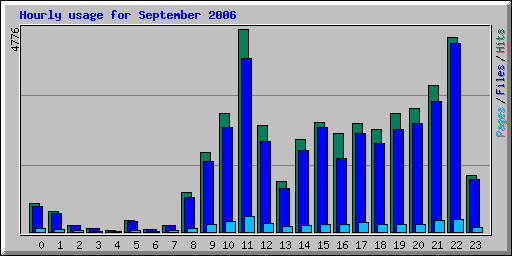 Hourly usage for September 2006
4776
Pages / Files / Hits
0 1 2 3 4 5 6 7 8 9 10 11 12 13 14 15 16 17 18 19 20 21 22 23